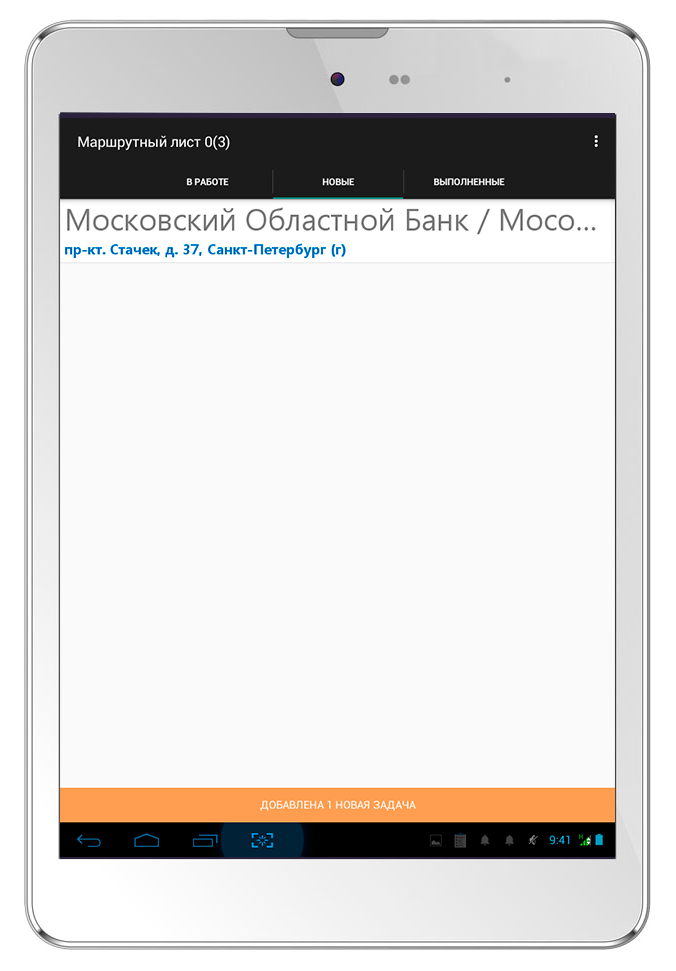 Маршрутный лист 0(3)
В РАБОТЕ
НОВЫЕ
ВЫПОЛНЕННЫЕ
Московский Областной Банк / Мосо...
пр-кт. Стачек, д. 37, Санкт-Петербург (г)
ДОБАВЛЕНА 1 НОВАЯ ЗАДАЧА
9:41